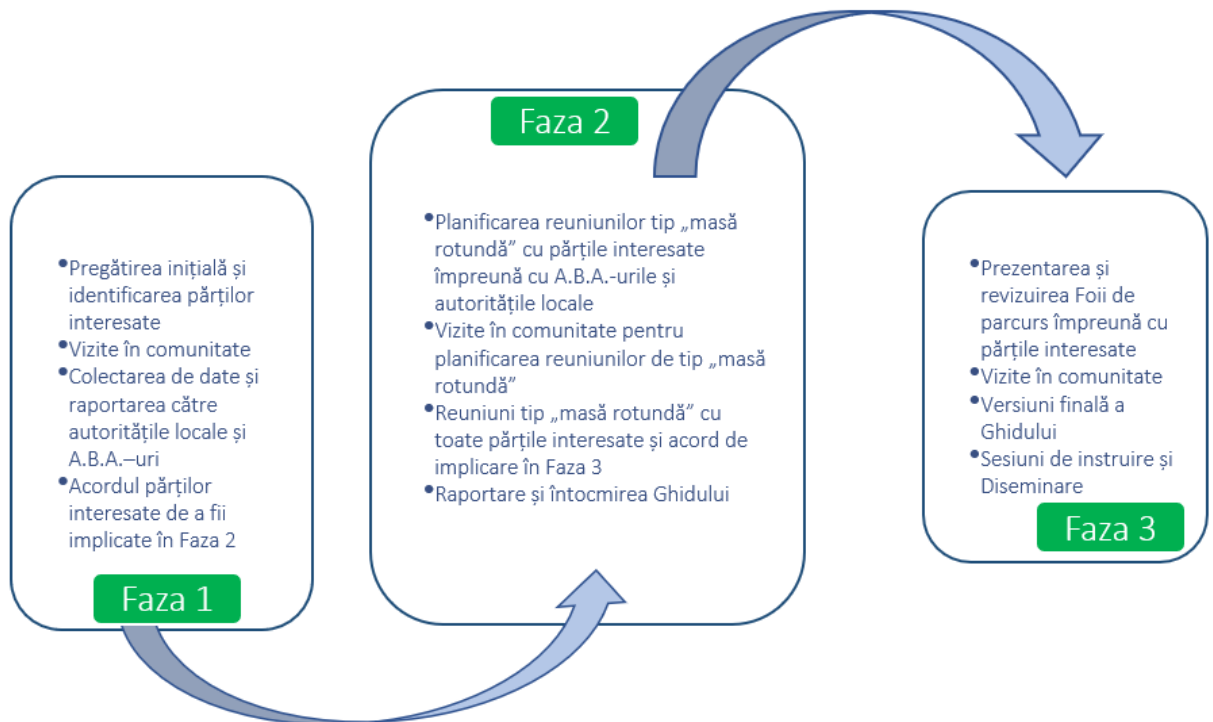 •Pregătirea inițială și
identificarea părților
interesate
•Vizite în comunitate
•Colectarea de date și
raportarea către
autoritățile locale și
A.B.A.–uri
•Acordul părților
interesate de a fii
implicate în Faza 2
Faza 1
Faza 2
•Planificarea reuniunilor tip „masă
rotundă” cu părțile interesate
împreună cu A.B.A.-urile și
autoritățile locale
•Vizite în comunitate pentru
planificarea reuniunilor de tip „masă
rotundă”
•Reuniuni tip „masă rotundă” cu
toate părțile interesate și acord de
implicare în Faza 3
•Raportare și întocmirea Ghidului
•Prezentarea și
revizuirea Foii de
parcurs împreună cu
părțile interesate
•Vizite în comunitate
•Versiuni finală a
Ghidului
•Sesiuni de instruire și
Diseminare
Faza 3